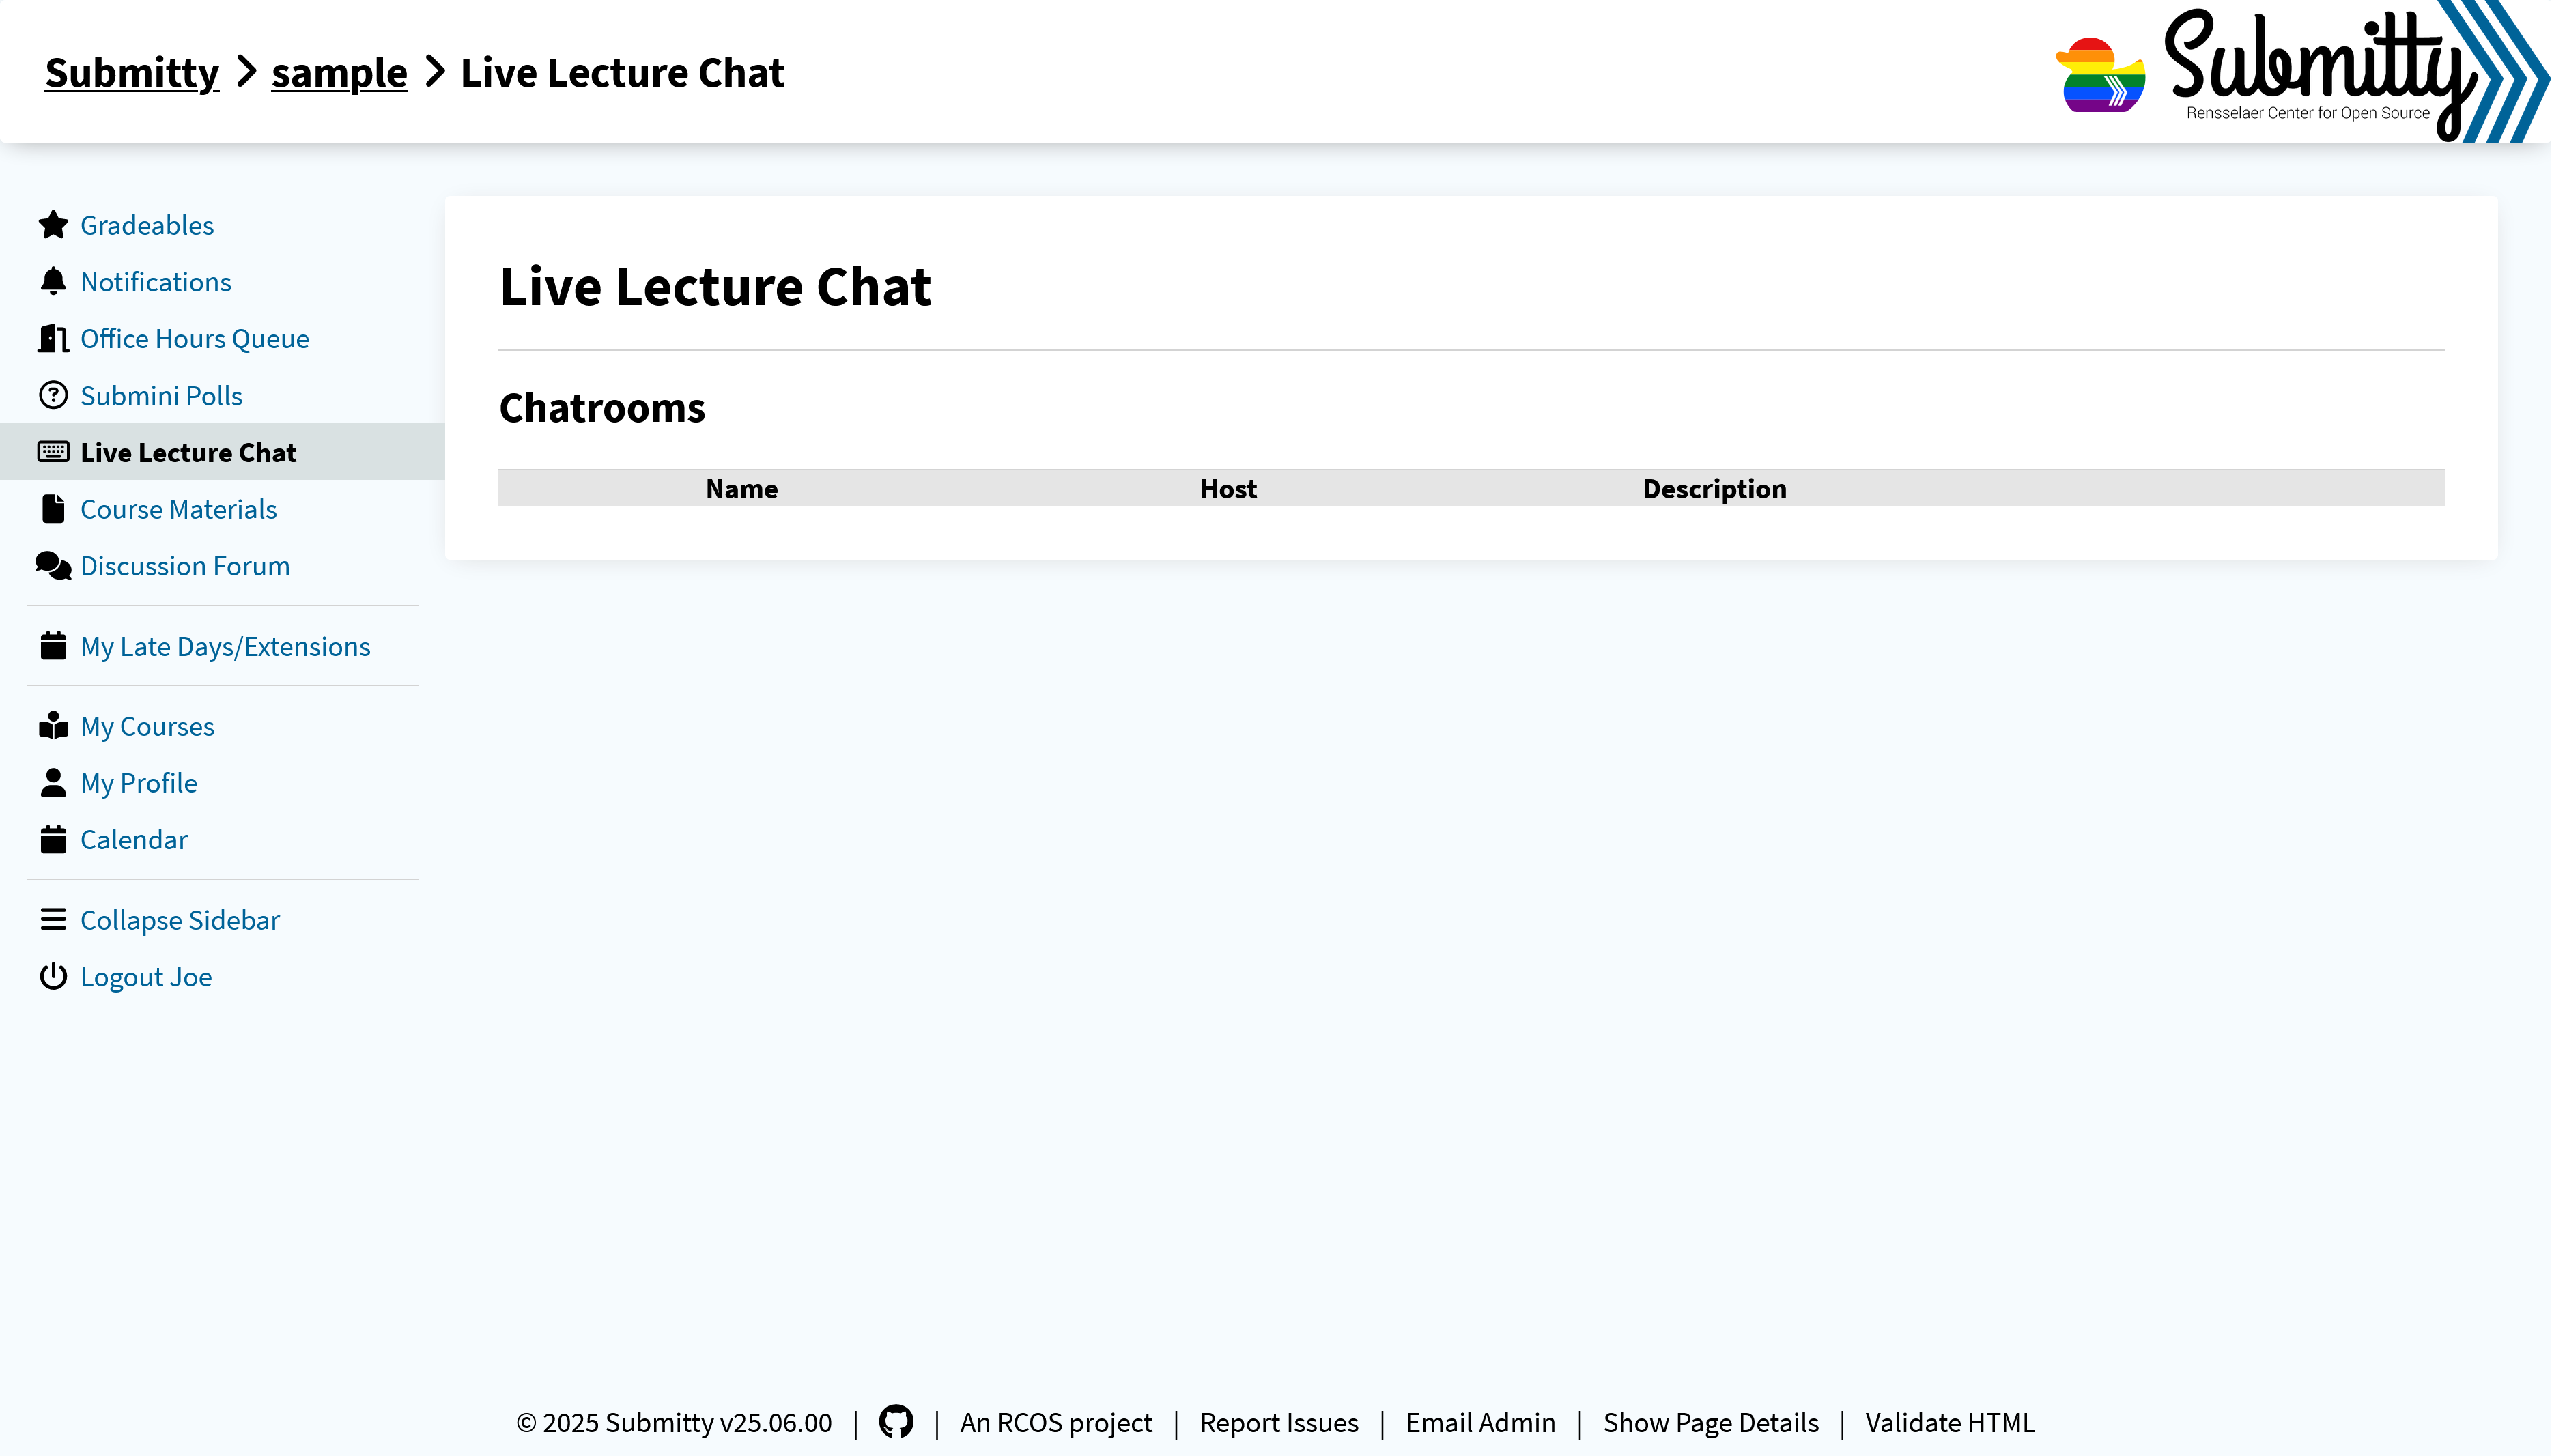 Submitty > sample > Live Lecture Chat
Submitty
Rensselaer Center for Open Source
Gradeables
Notifications
Office Hours Queue
Submini Polls
Live Lecture Chat
Course Materials
Discussion Forum
My Late Days/Extensions
My Courses
My Profile
Calendar
Collapse Sidebar
Logout Joe
Live Lecture Chat
Chatrooms
Name Host Description
© 2025 Submitty v25.06.00 | | An RCOS project | Report Issues | Email Admin | Show Page Details | Validate HTML